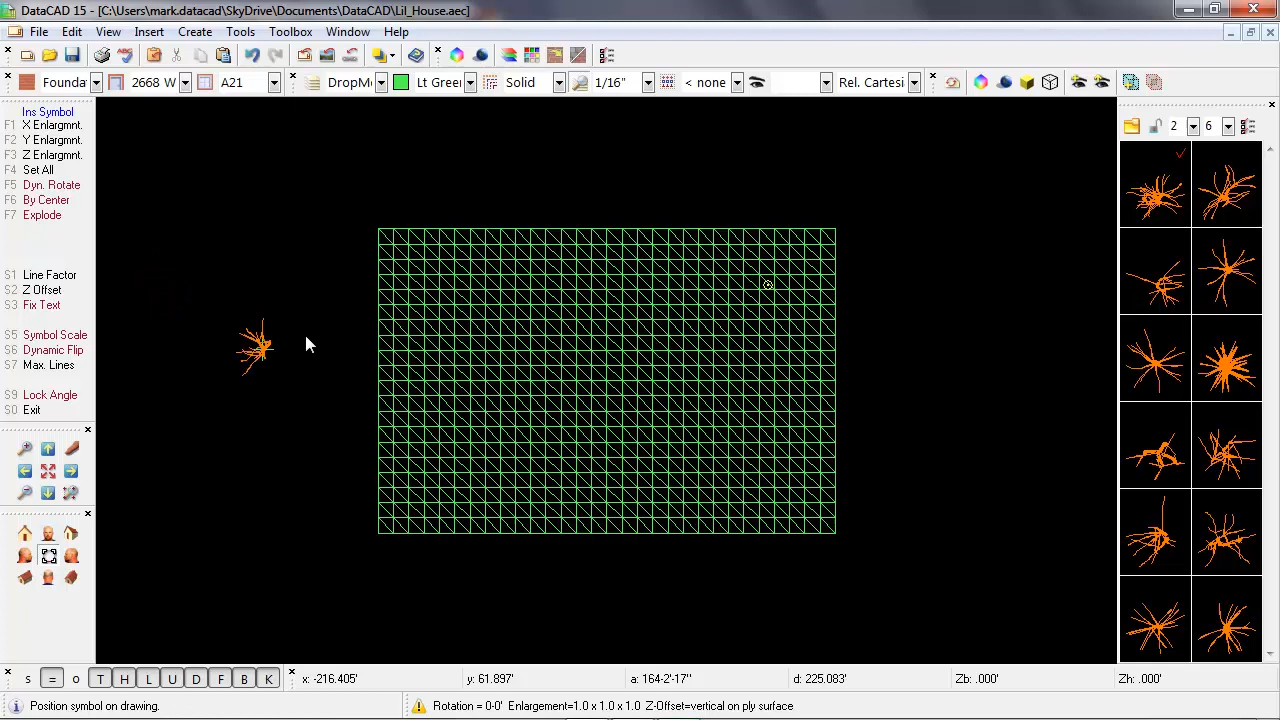 DataCAD 15 - [C:\Users\mark.datacad\SkyDrive\Documents\DataCAD\Lil_House.aec]
File Edit View Insert Create Tools Toolbox Window Help
Founda 2668 W A21 DropMo Lt Green Solid 1/16" < none Rel. Cartesi
Ins Symbol
F1 X Enlargmnt.
F2 Y Enlargmnt.
F3 Z Enlargmnt.
F4 Set All
F5 Dyn. Rotate
F6 By Center
F7 Explode
S1 Line Factor
S2 Z Offset
S3 Fix Text
S5 Symbol Scale
S6 Dynamic Flip
S7 Max. Lines
S9 Lock Angle
S0 Exit
2 6
s = o T H L U D F B K x: -216.405' y: 61.897' a: 164-2'-17" d: 225.083' Zb: .000' Zh: .000'
Position symbol on drawing. Rotation = 0-0' Enlargement=1.0 x 1.0 x 1.0 Z-Offset=vertical on ply surface